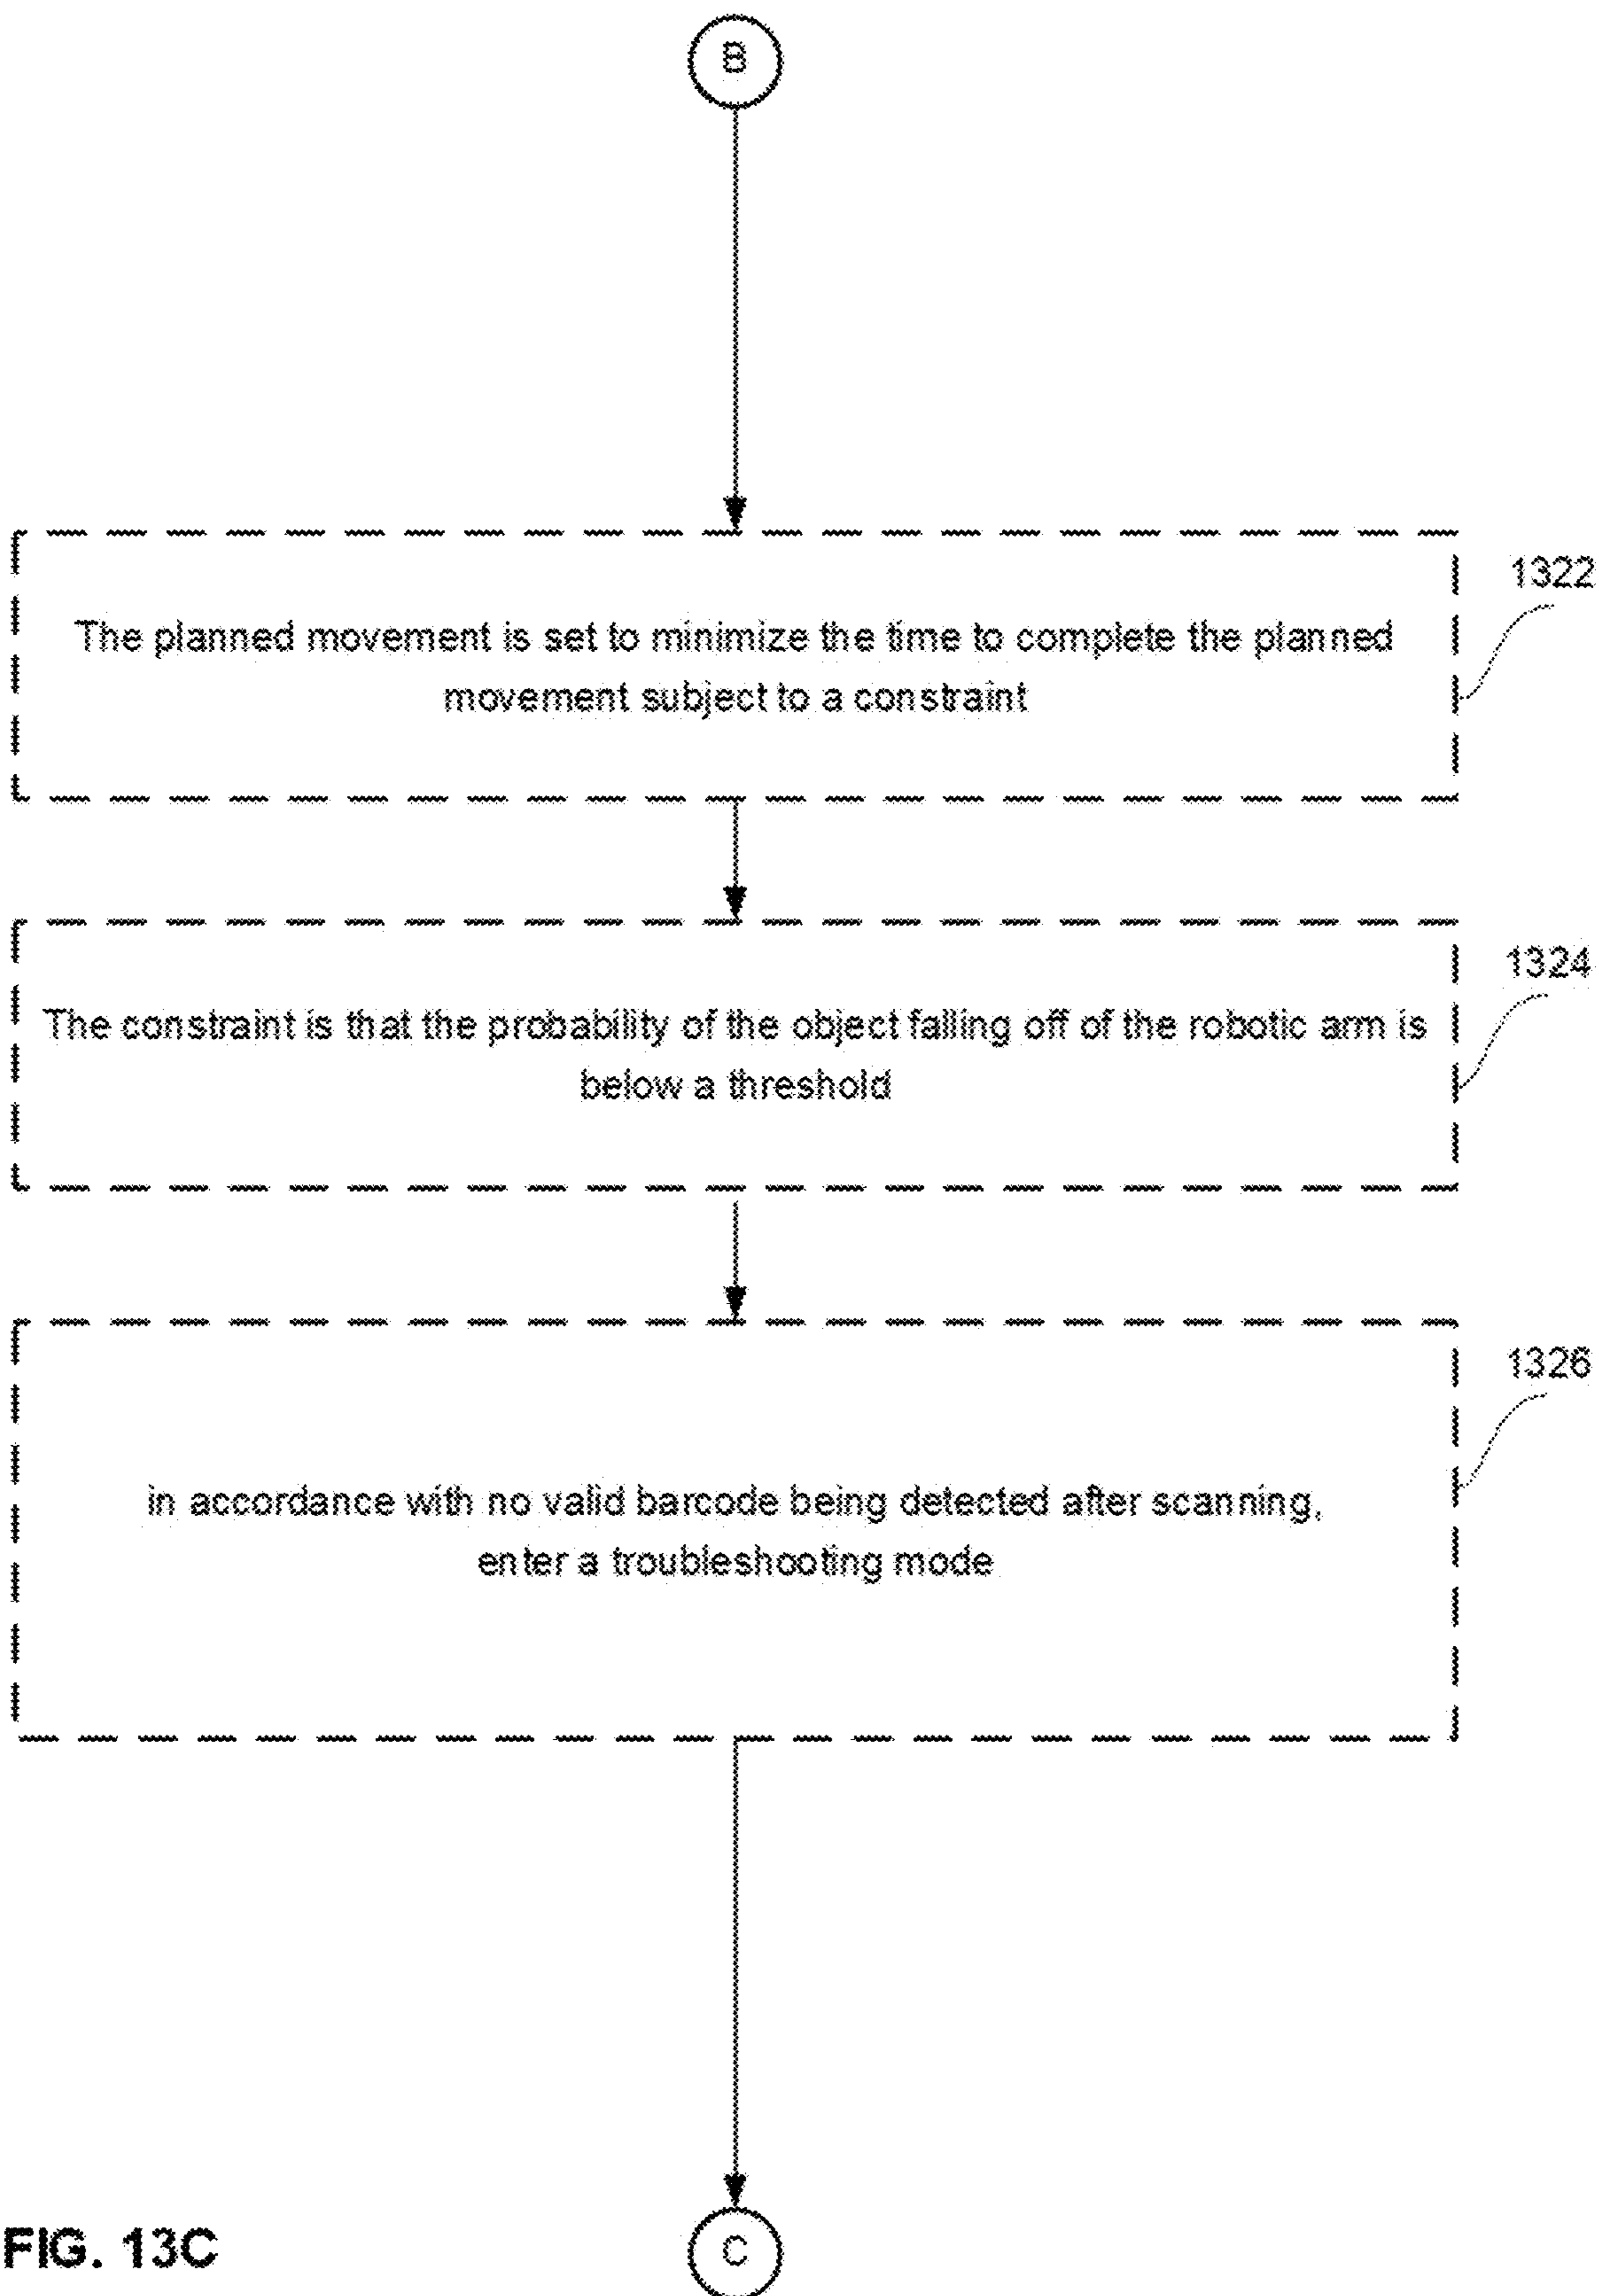 B
1322
The planned movement is set to minimize the time to complete the planned
movement subject to a constraint
1324
The constraint is that the probability of the object falling off of the robotic arm is
below a threshold
1326
in accordance with no valid barcode being detected after scanning,
enter a troubleshooting mode
FIG. 13C
C